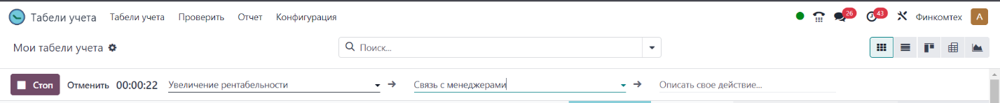 Табели учета Табели учета Проверить Отчет Конфигурация 26 43 Финкомтех A
Мои табели учета Поиск...
Стоп Отменить 00:00:22 Увеличение рентабельности Связь с менеджерами Описать свое действие...